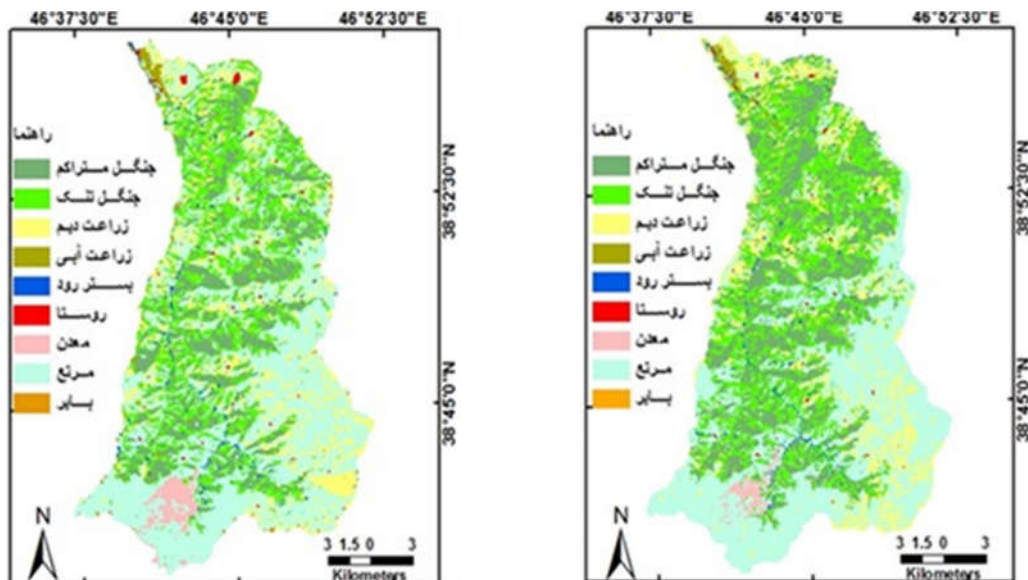 46°37'30"E 46°45'0"E 46°52'30"E
راهنما
جنگل متراکم
جنگل تنک
زراعت دیم
زراعت آبی
بستر رود
روستا
معدن
مرتع
بایر
38°52'30"N
38°45'0"N
N
3 1.5 0 3
Kilometers
46°37'30"E 46°45'0"E 46°52'30"E
راهنما
جنگل متراکم
جنگل تنک
زراعت دیم
زراعت آبی
بستر رود
روستا
معدن
مرتع
بایر
38°52'30"N
38°45'0"N
N
3 1.5 0 3
Kilometers